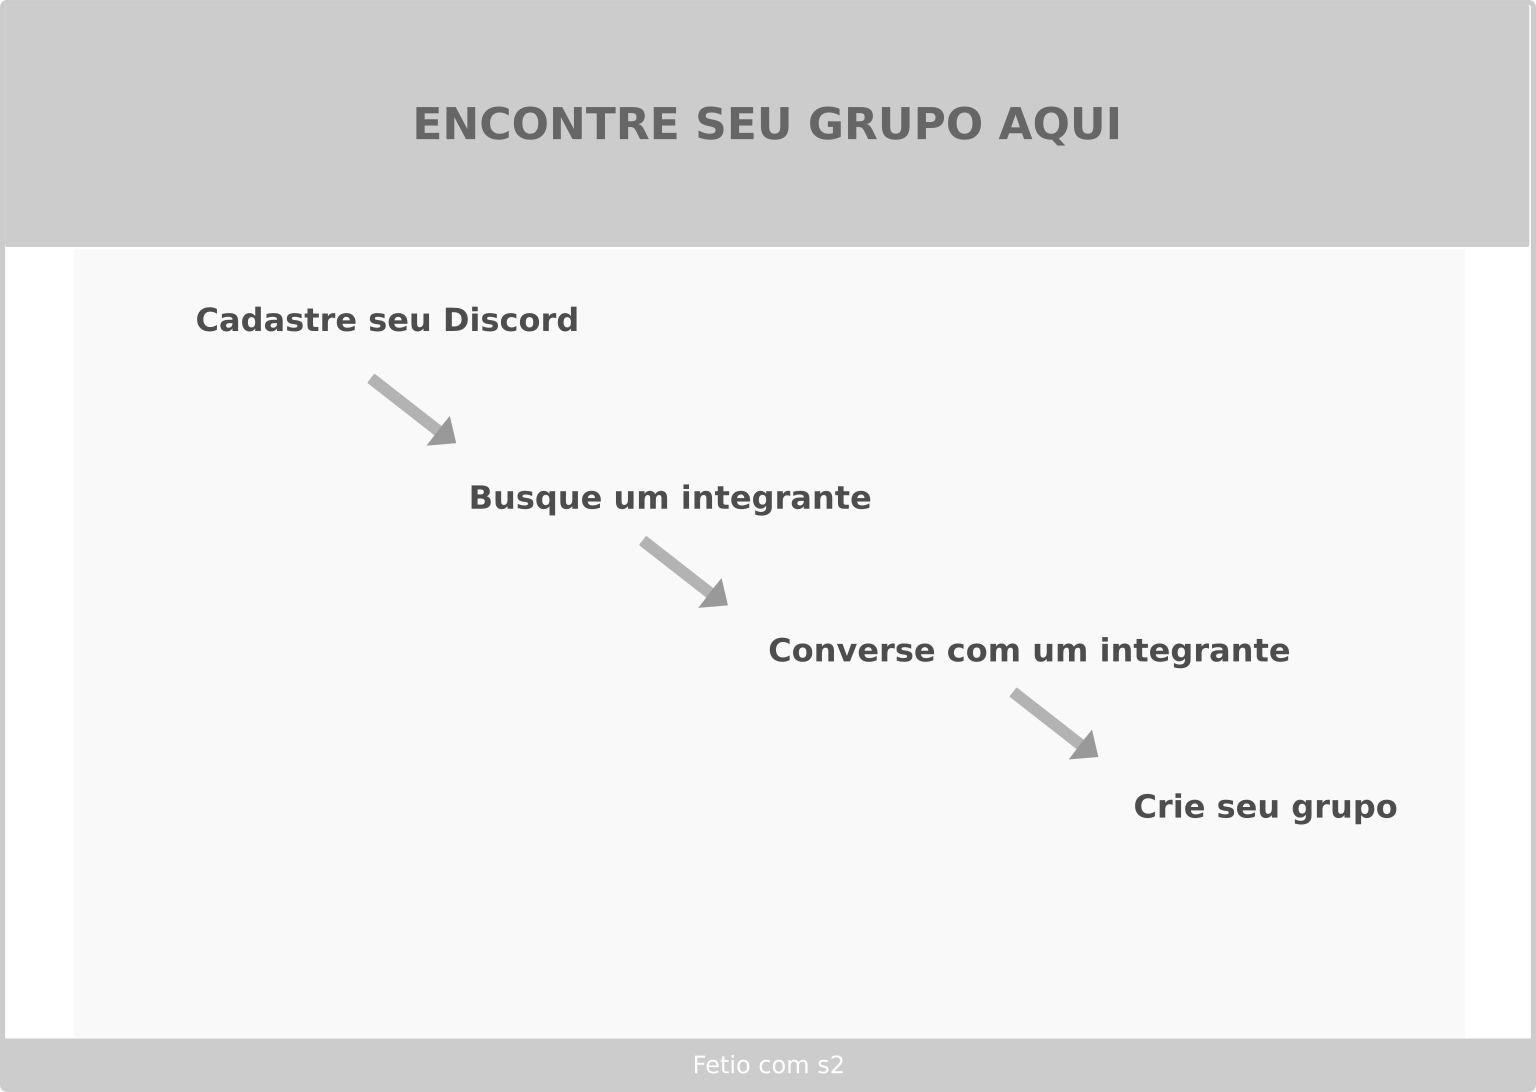 ENCONTRE SEU GRUPO AQUI
Cadastre seu Discord
Busque um integrante
Converse com um integrante
Crie seu grupo
Fetio com s2